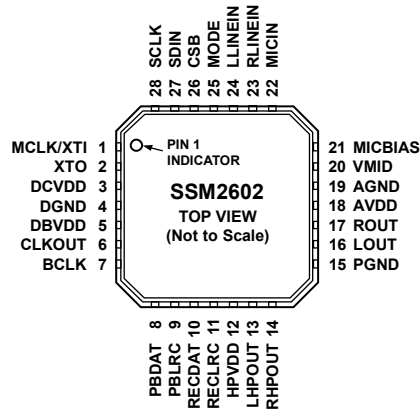 28 SCLK
27 SDIN
26 CSB
25 MODE
24 LLINEIN
23 RLINEIN
22 MICIN
MCLK/XTI 1
XTO 2
DCVDD 3
DGND 4
DBVDD 5
CLKOUT 6
BCLK 7
PIN 1
INDICATOR
SSM2602
TOP VIEW
(Not to Scale)
21 MICBIAS
20 VMID
19 AGND
18 AVDD
17 ROUT
16 LOUT
15 PGND
PBDAT 8
PBLRC 9
RECDAT 10
RECLRC 11
HPVDD 12
LHPOUT 13
RHPOUT 14